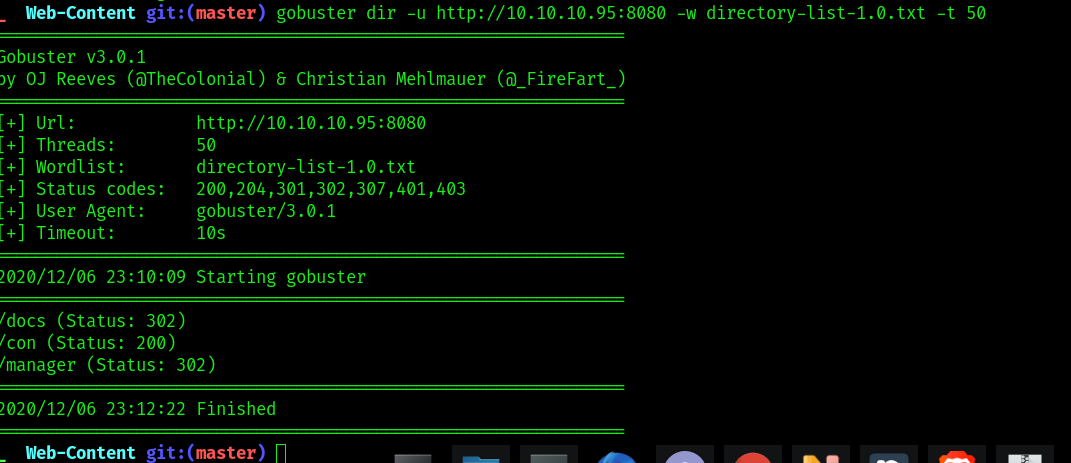 _ Web-Content git:(master) gobuster dir -u http://10.10.10.95:8080 -w directory-list-1.0.txt -t 50
===============================================================
Gobuster v3.0.1
by OJ Reeves (@TheColonial) & Christian Mehlmauer (@_FireFart_)
===============================================================
[+] Url: http://10.10.10.95:8080
[+] Threads: 50
[+] Wordlist: directory-list-1.0.txt
[+] Status codes: 200,204,301,302,307,401,403
[+] User Agent: gobuster/3.0.1
[+] Timeout: 10s
===============================================================
2020/12/06 23:10:09 Starting gobuster
===============================================================
/docs (Status: 302)
/con (Status: 200)
/manager (Status: 302)
===============================================================
2020/12/06 23:12:22 Finished
===============================================================
_ Web-Content git:(master)